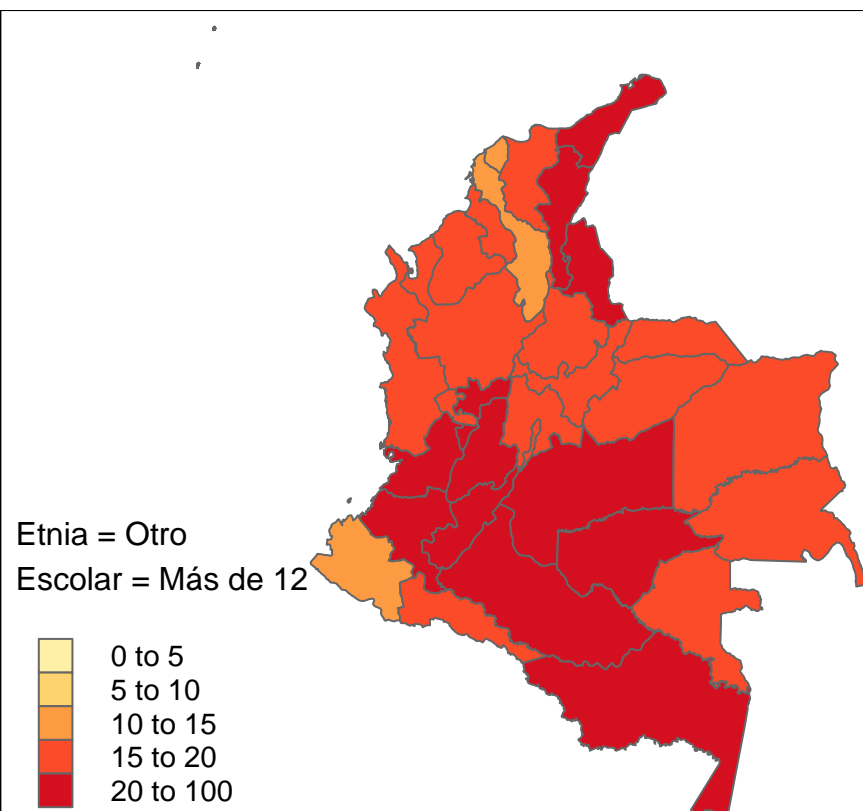 Etnia = Otro
Escolar = Más de 12
0 to 5
5 to 10
10 to 15
15 to 20
20 to 100